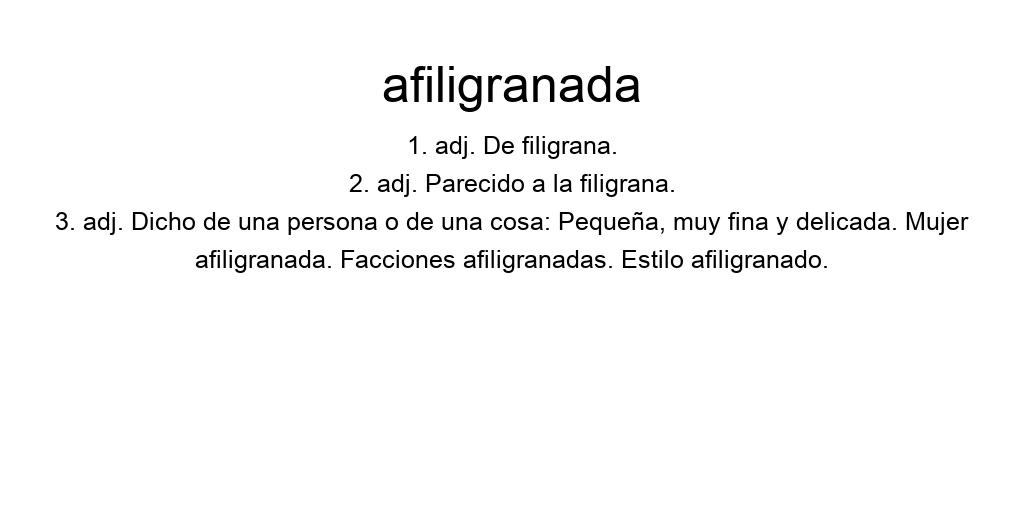 afiligranada
1. adj. De filigrana.
2. adj. Parecido a la filigrana.
3. adj. Dicho de una persona o de una cosa: Pequeña, muy fina y delicada. Mujer
afiligranada. Facciones afiligranadas. Estilo afiligranado.